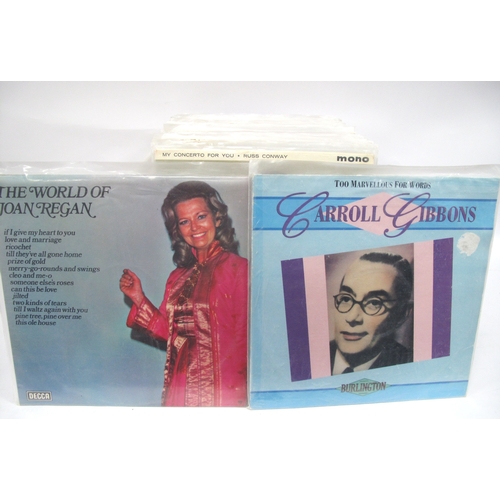 MY CONCERTO FOR YOU • RUSS CONWAY mono
THE WORLD OF
JOAN REGAN
if I give my heart to you
love and marriage
ricochet
till they've all gone home
prize of gold
merry-go-rounds and swings
cleo and me-o
someone else's roses
can this be love
jilted
two kinds of tears
till I waltz again with you
pine tree, pine over me
this ole house
DECCA
TOO MARVELLOUS FOR WORDS
CARROLL GIBBONS
BURLINGTON